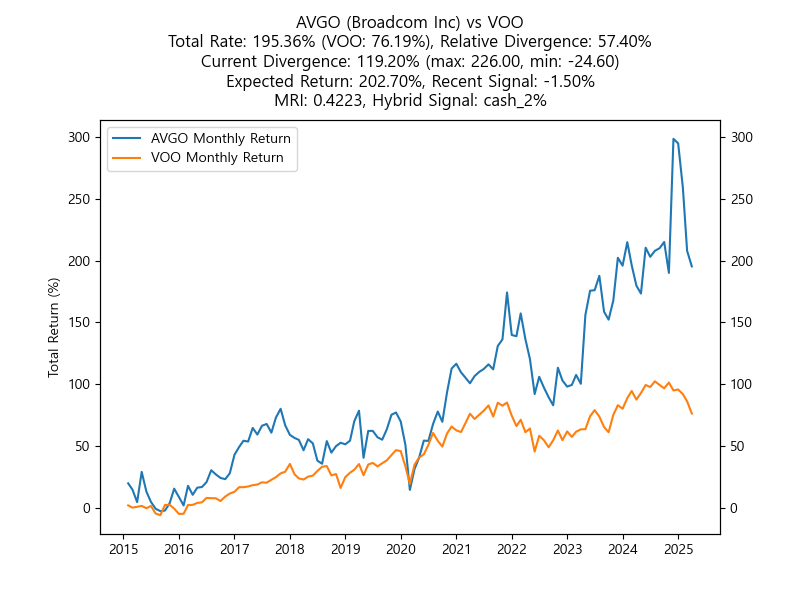 AVGO (Broadcom Inc) vs VOO
Total Rate: 195.36% (VOO: 76.19%), Relative Divergence: 57.40%
Current Divergence: 119.20% (max: 226.00, min: -24.60)
Expected Return: 202.70%, Recent Signal: -1.50%
MRI: 0.4223, Hybrid Signal: cash_2%
AVGO Monthly Return
VOO Monthly Return
Total Return (%)
300
250
200
150
100
50
0
300
250
200
150
100
50
0
2015 2016 2017 2018 2019 2020 2021 2022 2023 2024 2025